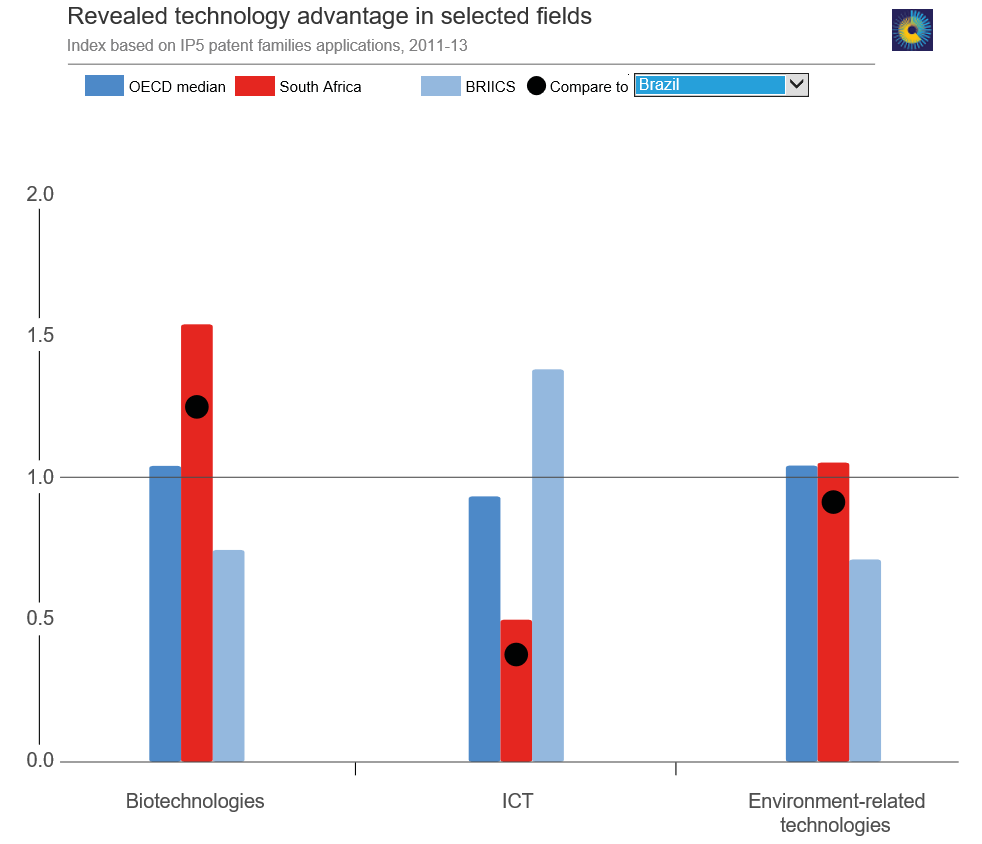 Revealed technology advantage in selected fields
Index based on IP5 patent families applications, 2011-13
OECD median South Africa BRIICS Compare to Brazil
2.0
1.5
1.0
0.5
0.0
Biotechnologies ICT Environment-related
technologies